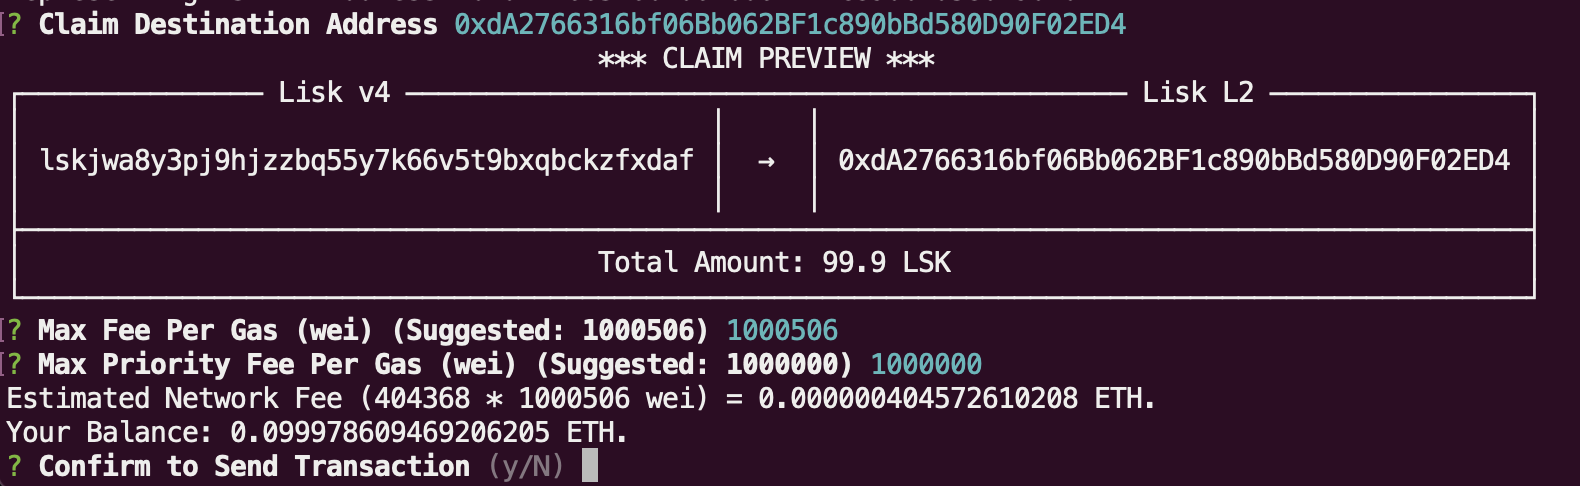 ? Claim Destination Address 0xdA2766316bf06Bb062BF1c890bBd580D90F02ED4
*** CLAIM PREVIEW ***
Lisk v4 Lisk L2
lskjwa8y3pj9hjzzbq55y7k66v5t9bxqbckzfxdaf → 0xdA2766316bf06Bb062BF1c890bBd580D90F02ED4
Total Amount: 99.9 LSK
? Max Fee Per Gas (wei) (Suggested: 1000506) 1000506
? Max Priority Fee Per Gas (wei) (Suggested: 1000000) 1000000
Estimated Network Fee (404368 * 1000506 wei) = 0.000000404572610208 ETH.
Your Balance: 0.099978609469206205 ETH.
? Confirm to Send Transaction (y/N)